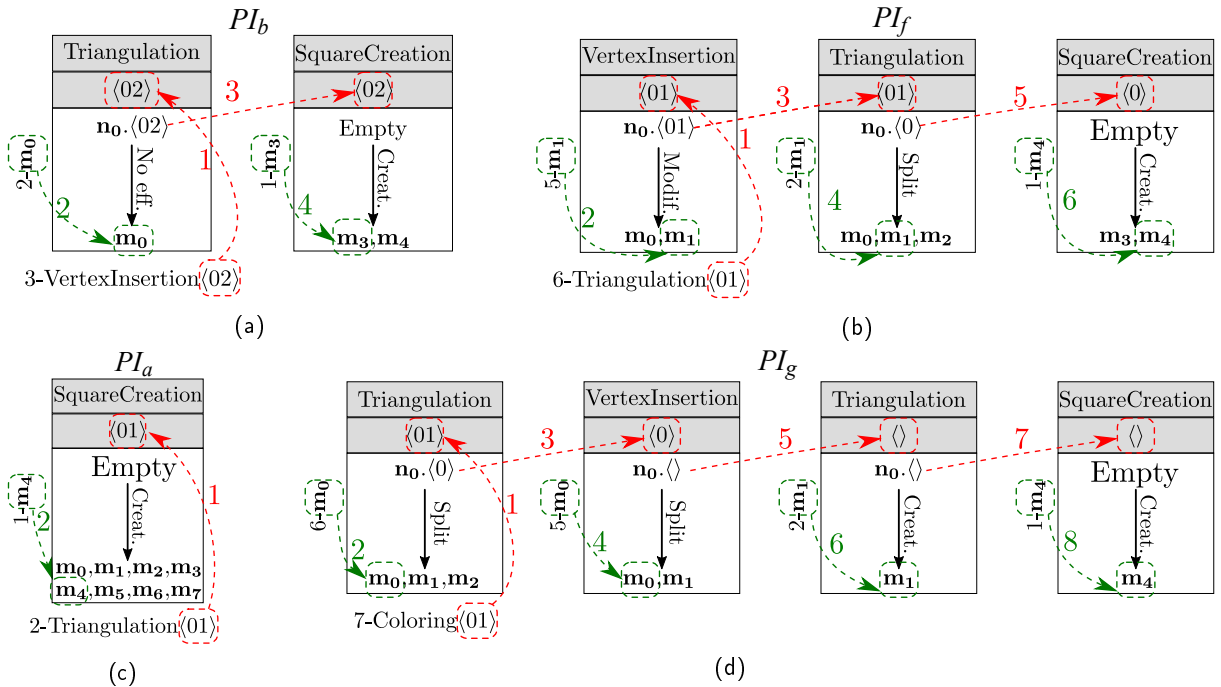 PI_b
Triangulation
⟨02⟩
n₀.⟨02⟩
No eff.
m₀
2-m₀
2
1
3-VertexInsertion⟨02⟩
3
SquareCreation
⟨02⟩
Empty
Creat.
m₃,m₄
1-m₃
4
(a)
PI_f
VertexInsertion
⟨01⟩
n₀.⟨01⟩
Modif.
m₀,m₁
5-m₁
2
1
6-Triangulation⟨01⟩
3
Triangulation
⟨01⟩
n₀.⟨0⟩
Split
m₀,m₁,m₂
2-m₁
4
5
SquareCreation
⟨0⟩
Empty
Creat.
m₃,m₄
1-m₄
6
(b)
PI_a
SquareCreation
⟨01⟩
Empty
Creat.
m₀,m₁,m₂,m₃
m₄,m₅,m₆,m₇
1-m₄
2
1
2-Triangulation⟨01⟩
(c)
PI_g
Triangulation
⟨01⟩
n₀.⟨0⟩
Split
m₀,m₁,m₂
6-m₀
2
1
7-Coloring⟨01⟩
3
VertexInsertion
⟨0⟩
n₀.⟨⟩
Split
m₀,m₁
5-m₀
4
5
Triangulation
⟨⟩
n₀.⟨⟩
Creat.
m₁
2-m₁
6
7
SquareCreation
⟨⟩
Empty
Creat.
m₄
1-m₄
8
(d)